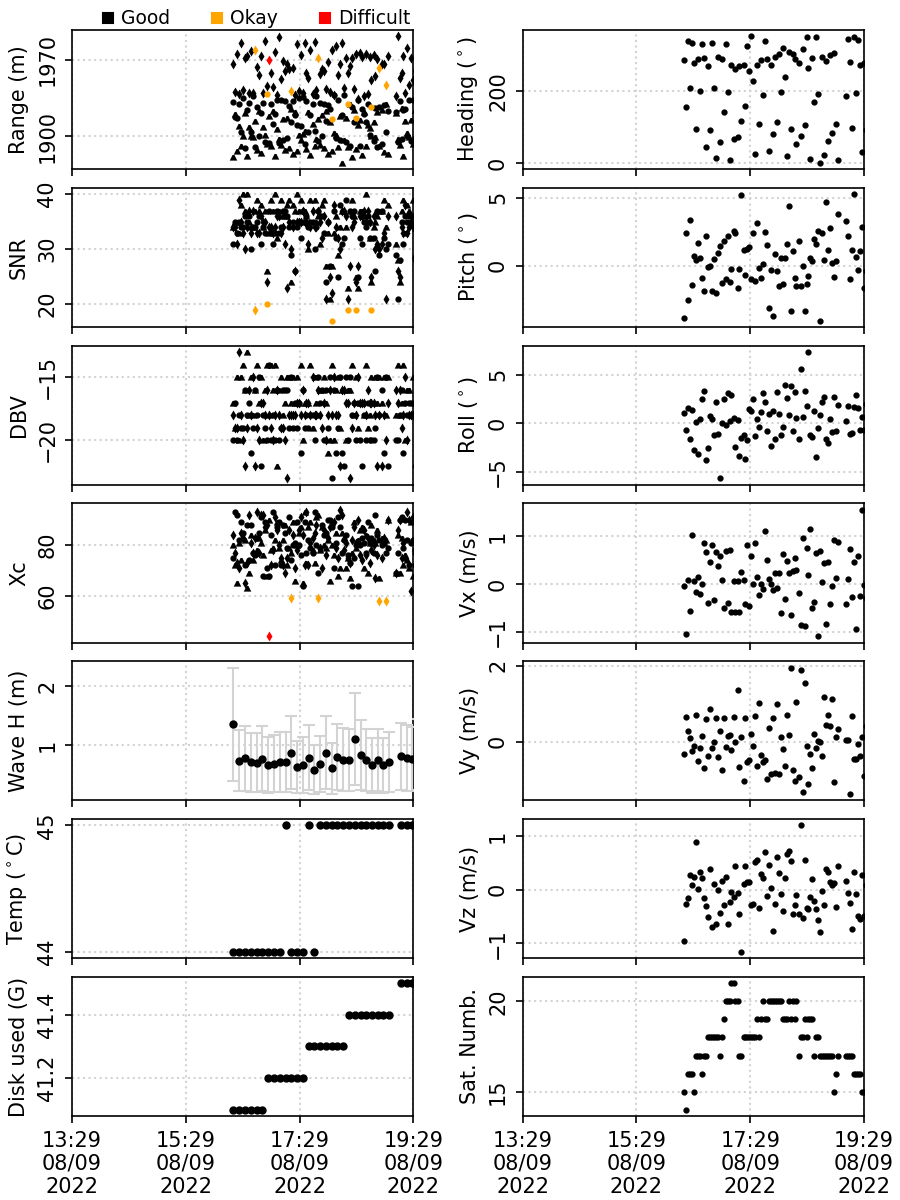 Good Okay Difficult
Range (m)
1970
1900
Heading (°)
200
0
SNR
40
30
20
Pitch (°)
5
0
DBV
−15
−20
Roll (°)
5
0
−5
Xc
80
60
Vx (m/s)
1
0
−1
Wave H (m)
2
1
Vy (m/s)
2
0
Temp (°C)
45
44
Vz (m/s)
1
0
−1
Disk used (G)
41.4
41.2
Sat. Numb.
20
15
13:29 15:29 17:29 19:29 13:29 15:29 17:29 19:29
08/09 08/09 08/09 08/09 08/09 08/09 08/09 08/09
2022 2022 2022 2022 2022 2022 2022 2022